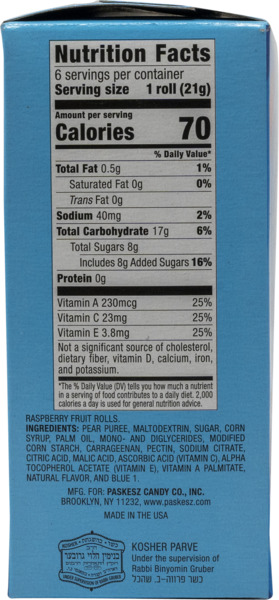 Nutrition Facts
6 servings per container
Serving size 1 roll (21g)
Amount per serving
Calories 70
% Daily Value*
Total Fat 0.5g 1%
Saturated Fat 0g 0%
Trans Fat 0g
Sodium 40mg 2%
Total Carbohydrate 17g 6%
Total Sugars 8g
Includes 8g Added Sugars 16%
Protein 0g
Vitamin A 230mcg 25%
Vitamin C 23mg 25%
Vitamin E 3.8mg 25%
Not a significant source of cholesterol,
dietary fiber, vitamin D, calcium, iron,
and potassium.
*The % Daily Value (DV) tells you how much a nutrient
in a serving of food contributes to a daily diet. 2,000
calories a day is used for general nutrition advice.
RASPBERRY FRUIT ROLLS.
INGREDIENTS: PEAR PUREE, MALTODEXTRIN, SUGAR, CORN
SYRUP, PALM OIL, MONO- AND DIGLYCERIDES, MODIFIED
CORN STARCH, CARRAGEENAN, PECTIN, SODIUM CITRATE,
CITRIC ACID, MALIC ACID, ASCORBIC ACID (VITAMIN C), ALPHA
TOCOPHEROL ACETATE (VITAMIN E), VITAMIN A PALMITATE,
NATURAL FLAVOR, AND BLUE 1.
MFG. FOR: PASKESZ CANDY CO., INC.
BROOKLYN, NY 11232, www.paskesz.com
MADE IN THE USA
KOSHER PARVE
Under the supervision of
Rabbi Binyomin Gruber
כשר פרווה-ב, שהכל